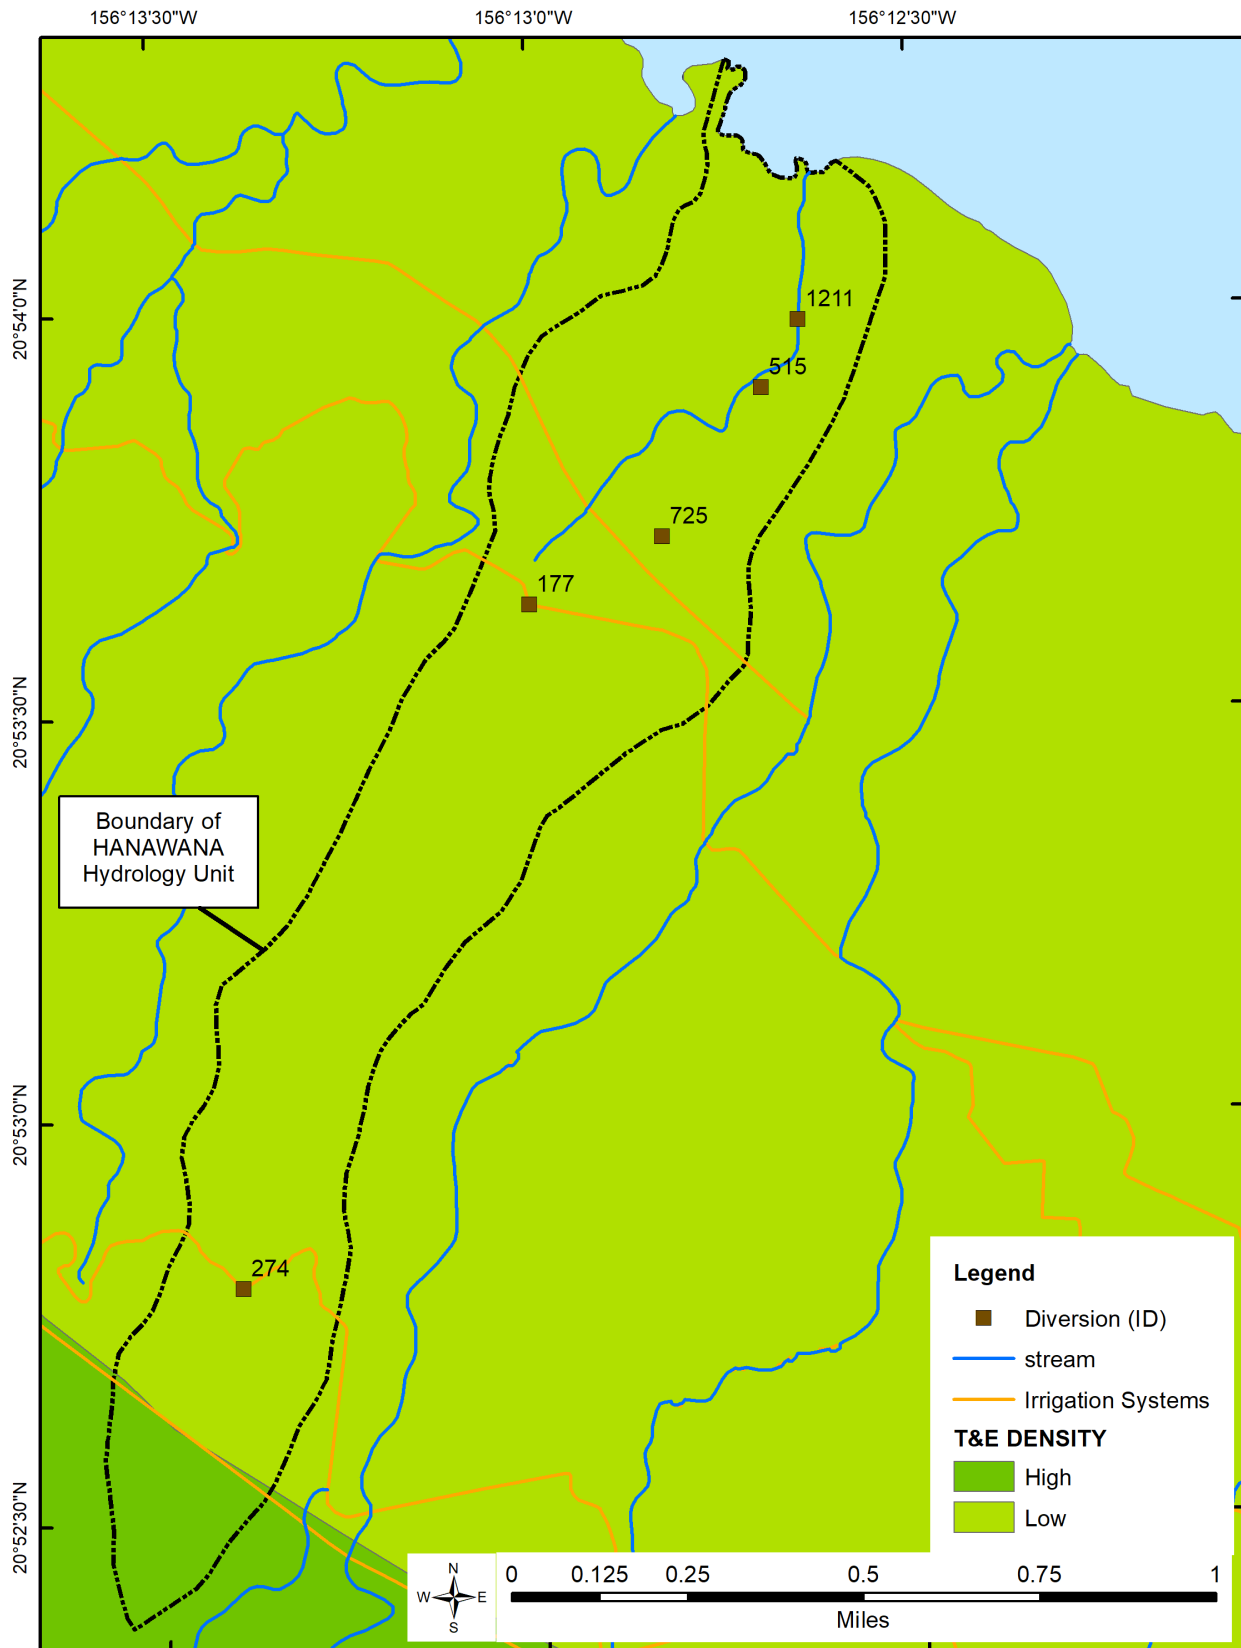 156°13'30"W
156°13'0"W
156°12'30"W
20°54'0"N
20°53'30"N
20°53'0"N
20°52'30"N
1211
515
725
177
Boundary of
HANAWANA
Hydrology Unit
274
Legend
Diversion (ID)
stream
Irrigation Systems
T&E DENSITY
High
Low
N
W E
S
0 0.125 0.25 0.5 0.75 1
Miles